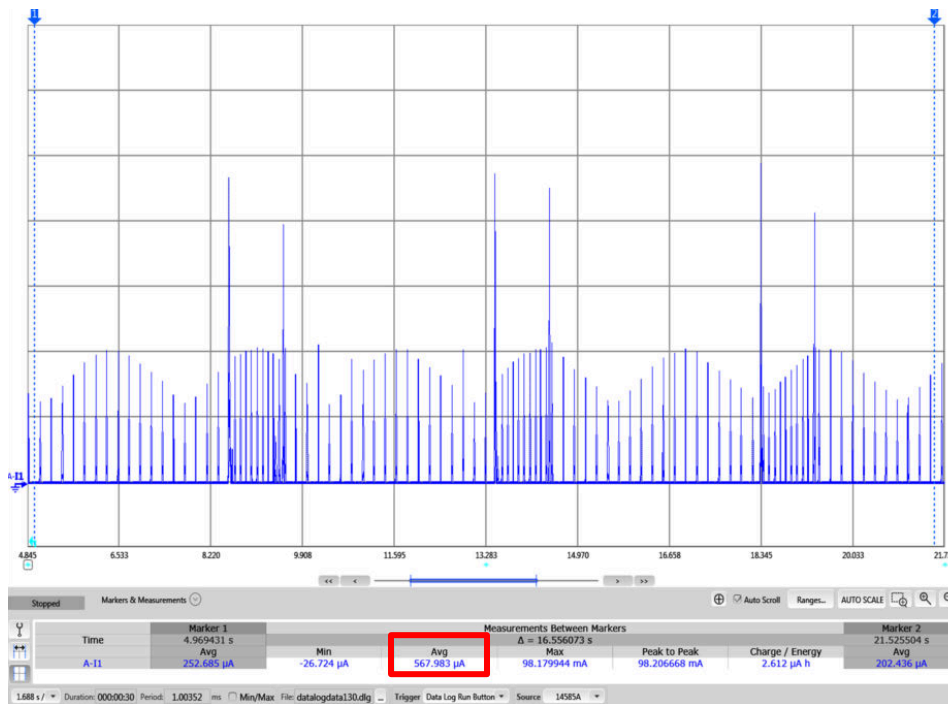 1 2
A-I1
4.845 6.533 8.220 9.908 11.595 13.283 14.970 16.658 18.345 20.033 21.7
<< < > >>
Stopped Markers & Measurements Auto Scroll Ranges... AUTO SCALE
Marker 1 Measurements Between Markers Marker 2
Time 4.969431 s Δ = 16.556073 s 21.525504 s
Avg Min Avg Max Peak to Peak Charge / Energy Avg
A-I1 252.685 µA -26.724 µA 567.983 µA 98.179944 mA 98.206668 mA 2.612 µA h 202.436 µA
1.688 s / Duration: 000:00:30 Period: 1.00352 ms Min/Max File: datalogdata130.dlg ... Trigger Data Log Run Button Source 14585A